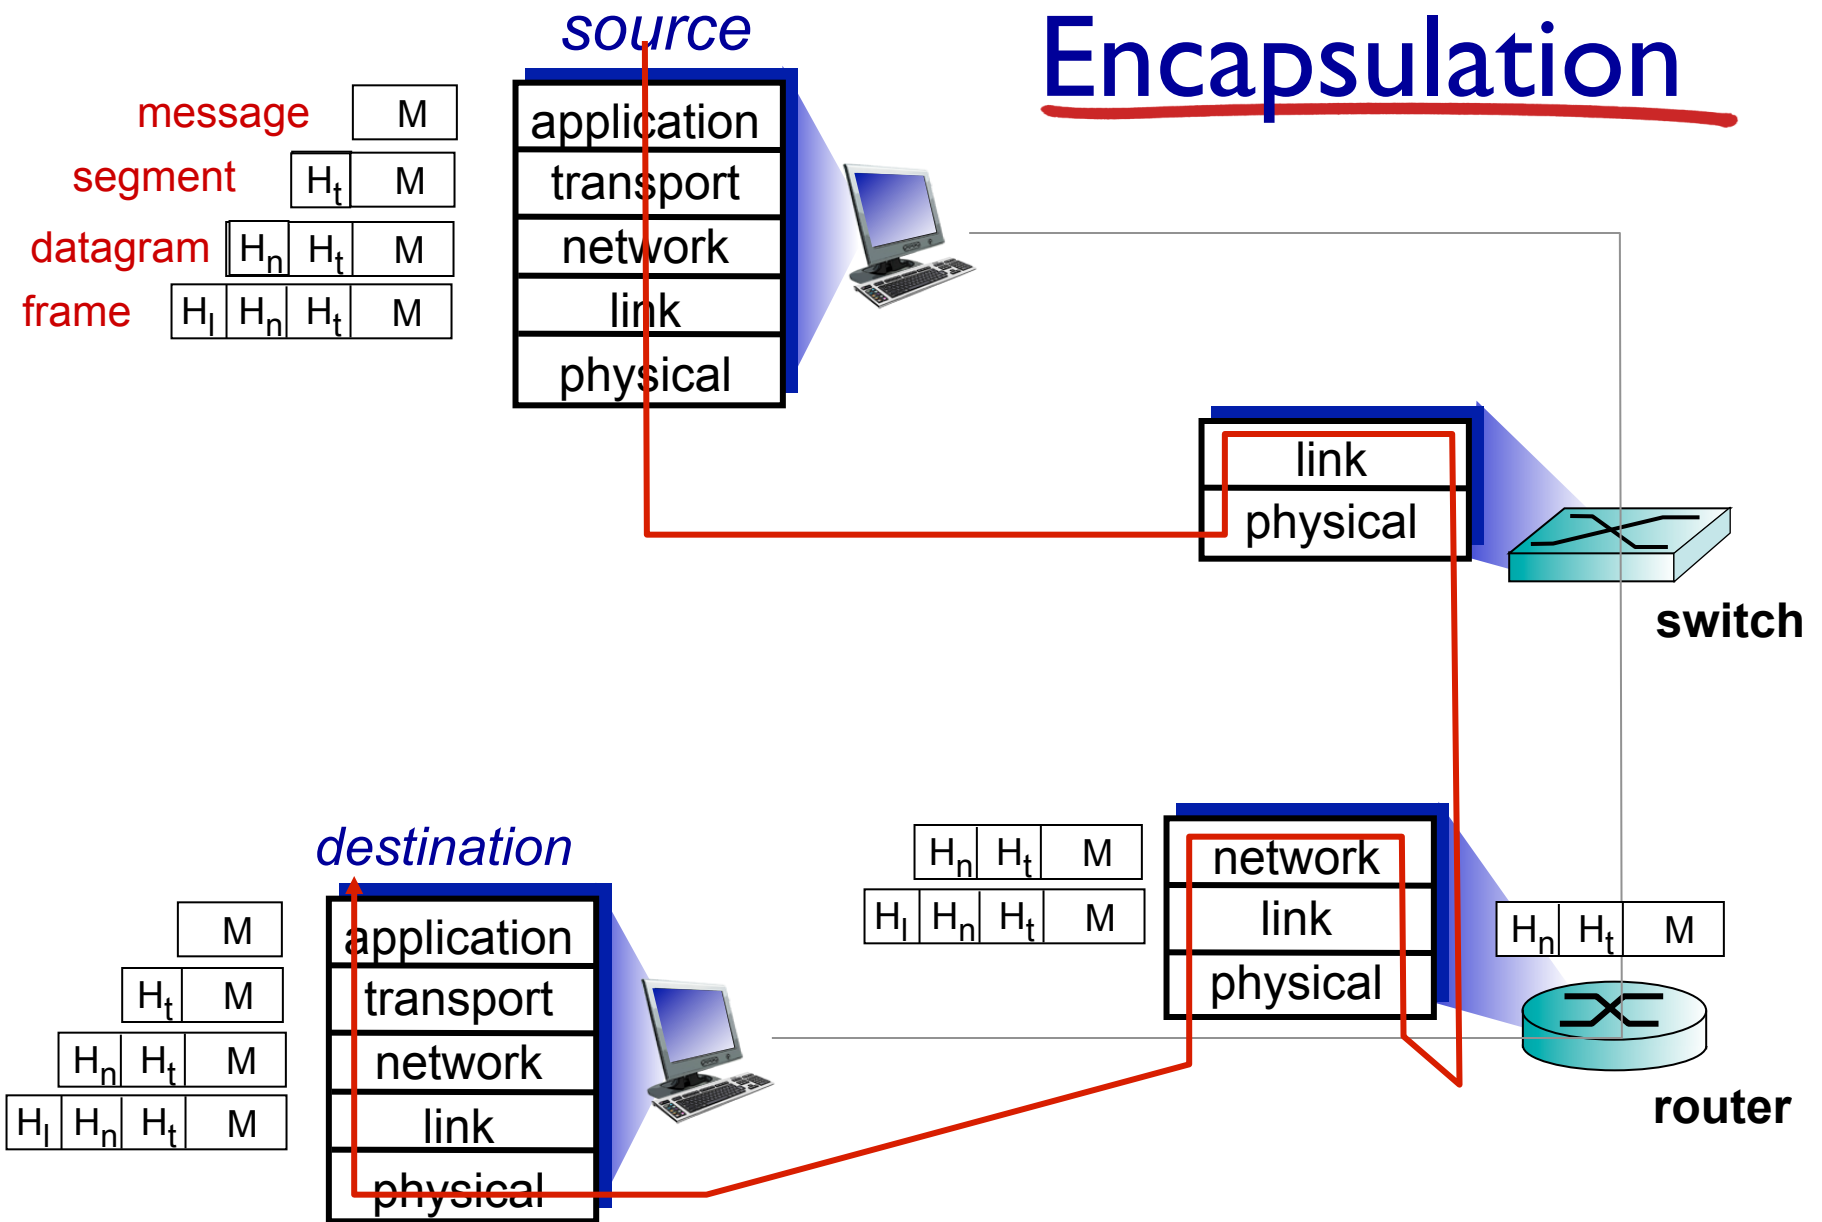 source
Encapsulation
message M
segment Ht M
datagram Hn Ht M
frame Hl Hn Ht M
application
transport
network
link
physical
link
physical
switch
destination
M
Ht M
Hn Ht M
Hl Hn Ht M
application
transport
network
link
physical
Hn Ht M
Hl Hn Ht M
network
link
physical
Hn Ht M
router